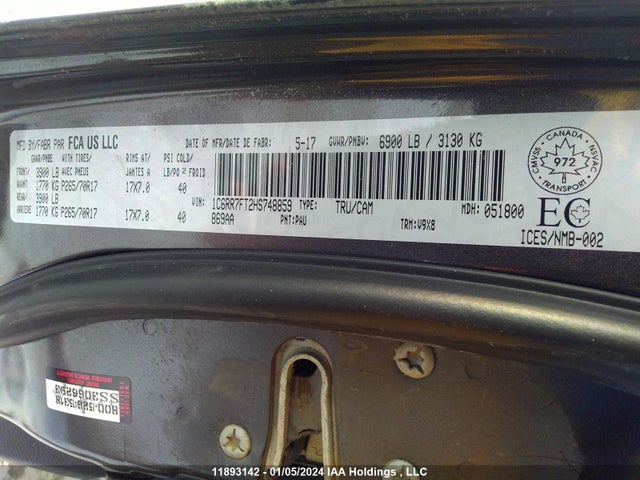 MFD BY/FABR PAR FCA US LLC
DATE OF MFR/DATE DE FABR: 5-17 GVWR/PNBV: 6900 LB / 3130 KG
GAWR/PNBE WITH TIRES/ RIMS AT/ PSI COLD/
FRONT/ 3900 LB AVEC PNEUS JANTES A LB/PO² FROID
AVANT 1770 KG P265/70R17 17X7.0 40
REAR/ 3900 LB
ARRIERE 1770 KG P265/70R17 17X7.0 40
VIN: 1C6RR7FT2HS748859 TYPE: TRU/CAM MDH: 051800
869AA PNT:PAU TRM:V9X8
CANADA
CMVSS 972 NSVAC
TRANSPORT
EC
ICES/NMB-002
SS306293
11893142 - 01/05/2024 IAA Holdings , LLC